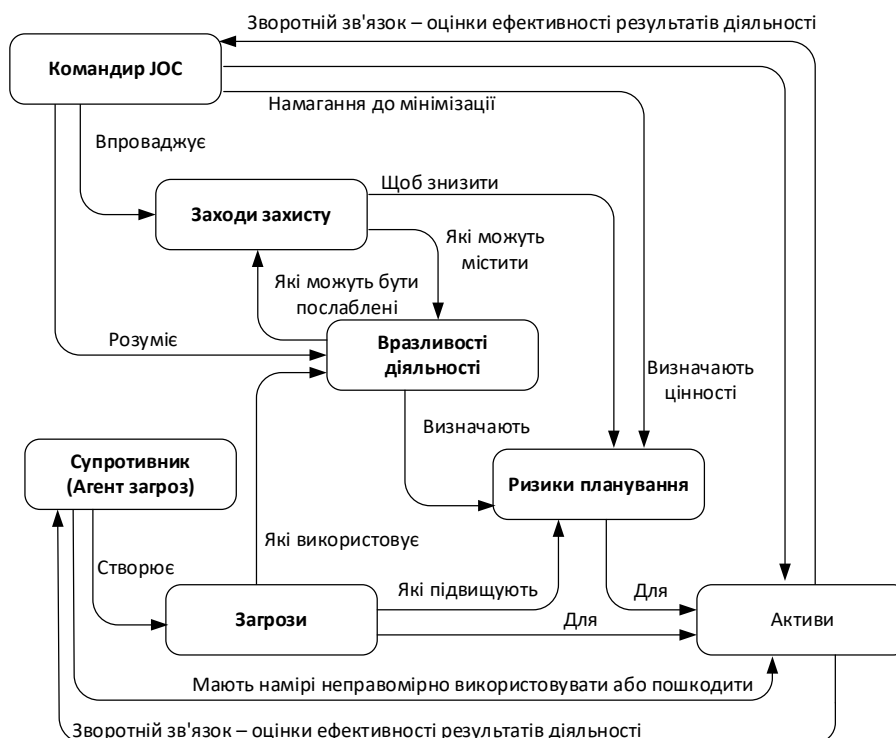 Зворотній зв'язок – оцінки ефективності результатів діяльності
Командир JOC
Намагання до мінімізації
Впроваджує
Щоб знизити
Заходи захисту
Які можуть
містити
Які можуть бути
послаблені
Розуміє
Вразливості
діяльності
Визначають
цінності
Визначають
Супротивник
(Агент загроз)
Ризики планування
Які використовує
Створює
Які підвищують
Для
Загрози
Для
Активи
Мають намірі неправомірно використовувати або пошкодити
Зворотній зв'язок – оцінки ефективності результатів діяльності